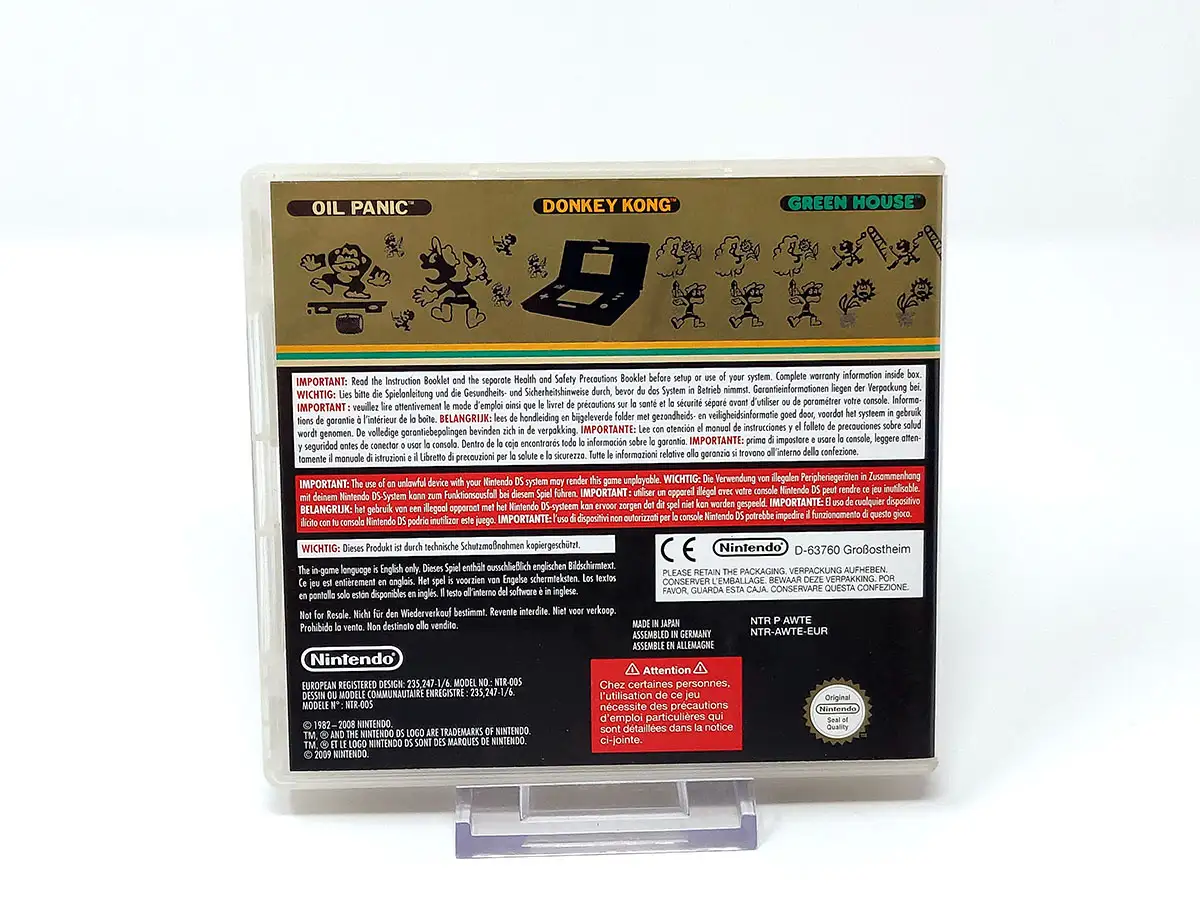 OIL PANIC™
DONKEY KONG™
GREEN HOUSE™
IMPORTANT: Read the Instruction Booklet and the separate Health and Safety Precautions Booklet before setup or use of your system. Complete warranty information inside box.
WICHTIG: Lies bitte die Spielanleitung und die Gesundheits- und Sicherheitshinweise durch, bevor du das System in Betrieb nimmst. Garantieinformationen liegen der Verpackung bei.
IMPORTANT : veuillez lire attentivement le mode d'emploi ainsi que le livret de précautions sur la santé et la sécurité séparé avant d'utiliser ou de paramétrer votre console. Informa-
tions de garantie à l'intérieur de la boîte. BELANGRIJK: lees de handleiding en bijgeleverde folder met gezondheids- en veiligheidsinformatie goed door, voordat het systeem in gebruik
wordt genomen. De volledige garantiebepalingen bevinden zich in de verpakking. IMPORTANTE: Lee con atención el manual de instrucciones y el folleto de precauciones sobre salud
y seguridad antes de conectar o usar la consola. Dentro de la caja encontrarás toda la información sobre la garantía. IMPORTANTE: prima di impostare e usare la console, leggere atten-
tamente il manuale di istruzioni e il Libretto di precauzioni per la salute e la sicurezza. Tutte le informazioni relative alla garanzia si trovano all'interno della confezione.
IMPORTANT: The use of an unlawful device with your Nintendo DS system may render this game unplayable. WICHTIG: Die Verwendung von illegalen Peripheriegeräten in Zusammenhang
mit deinem Nintendo DS-System kann zum Funktionsausfall bei diesem Spiel führen. IMPORTANT : utiliser un appareil illégal avec votre console Nintendo DS peut rendre ce jeu inutilisable.
BELANGRIJK: het gebruik van een illegaal apparaat met het Nintendo DS-systeem kan ervoor zorgen dat dit spel niet kan worden gespeeld. IMPORTANTE: El uso de cualquier dispositivo
ilícito con tu consola Nintendo DS podría inutilizar este juego. IMPORTANTE: l'uso di dispositivi non autorizzati per la console Nintendo DS potrebbe impedire il funzionamento di questo gioco.
WICHTIG: Dieses Produkt ist durch technische Schutzmaßnahmen kopiergeschützt.
The in-game language is English only. Dieses Spiel enthält ausschließlich englischen Bildschirmtext.
Ce jeu est entièrement en anglais. Het spel is voorzien van Engelse schermteksten. Los textos
en pantalla solo están disponibles en inglés. Il testo all'interno del software è in inglese.
Not for Resale. Nicht für den Wiederverkauf bestimmt. Revente interdite. Niet voor verkoop.
Prohibida la venta. Non destinato alla vendita.
CE Nintendo® D-63760 Großostheim
PLEASE RETAIN THE PACKAGING. VERPACKUNG AUFHEBEN.
CONSERVER L'EMBALLAGE. BEWAAR DEZE VERPAKKING. POR
FAVOR, GUARDA ESTA CAJA. CONSERVARE QUESTA CONFEZIONE.
MADE IN JAPAN
ASSEMBLED IN GERMANY
ASSEMBLÉ EN ALLEMAGNE
NTR P AWTE
NTR-AWTE-EUR
Nintendo®
EUROPEAN REGISTERED DESIGN: 235,247-1/6. MODEL NO.: NTR-005
DESSIN OU MODÈLE COMMUNAUTAIRE ENREGISTRÉ : 235,247-1/6.
MODÈLE N° : NTR-005
© 1982–2008 NINTENDO.
TM, ® AND THE NINTENDO DS LOGO ARE TRADEMARKS OF NINTENDO.
TM, ® ET LE LOGO NINTENDO DS SONT DES MARQUES DE NINTENDO.
© 2009 NINTENDO.
Attention
Chez certaines personnes,
l'utilisation de ce jeu
nécessite des précautions
d'emploi particulières qui
sont détaillées dans la notice
ci-jointe.
Original
Nintendo®
Seal of
Quality